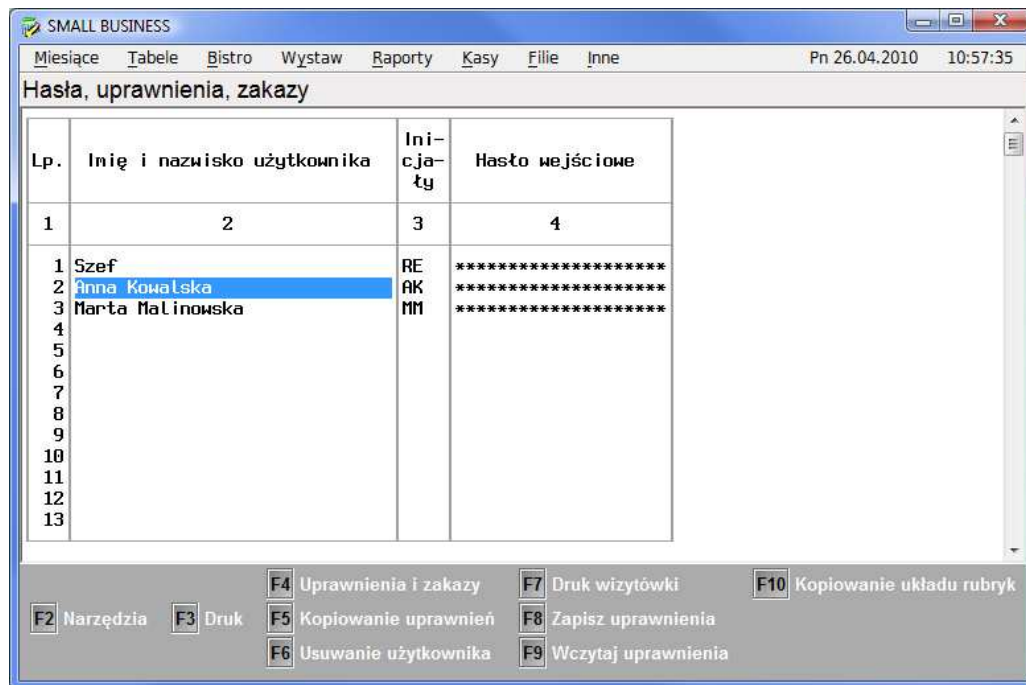 SMALL BUSINESS
Miesiące Tabele Bistro Wystaw Raporty Kasy Filie Inne Pn 26.04.2010 10:57:35
Hasła, uprawnienia, zakazy
Lp. Imię i nazwisko użytkownika Ini-cja-ły Hasło wejściowe
1 2 3 4
1 Szef RE ********************
2 Anna Kowalska AK ********************
3 Marta Malinowska MM ********************
4
5
6
7
8
9
10
11
12
13
F4 Uprawnienia i zakazy F7 Druk wizytówki F10 Kopiowanie układu rubryk
F2 Narzędzia F3 Druk F5 Kopiowanie uprawnień F8 Zapisz uprawnienia
F6 Usuwanie użytkownika F9 Wczytaj uprawnienia